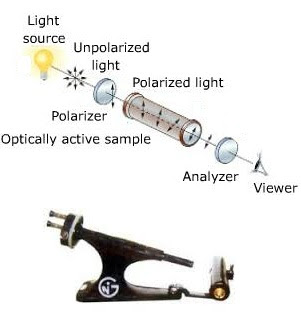 Light
source
Unpolarized
light
Polarized light
Polarizer
Optically active sample
Analyzer
Viewer